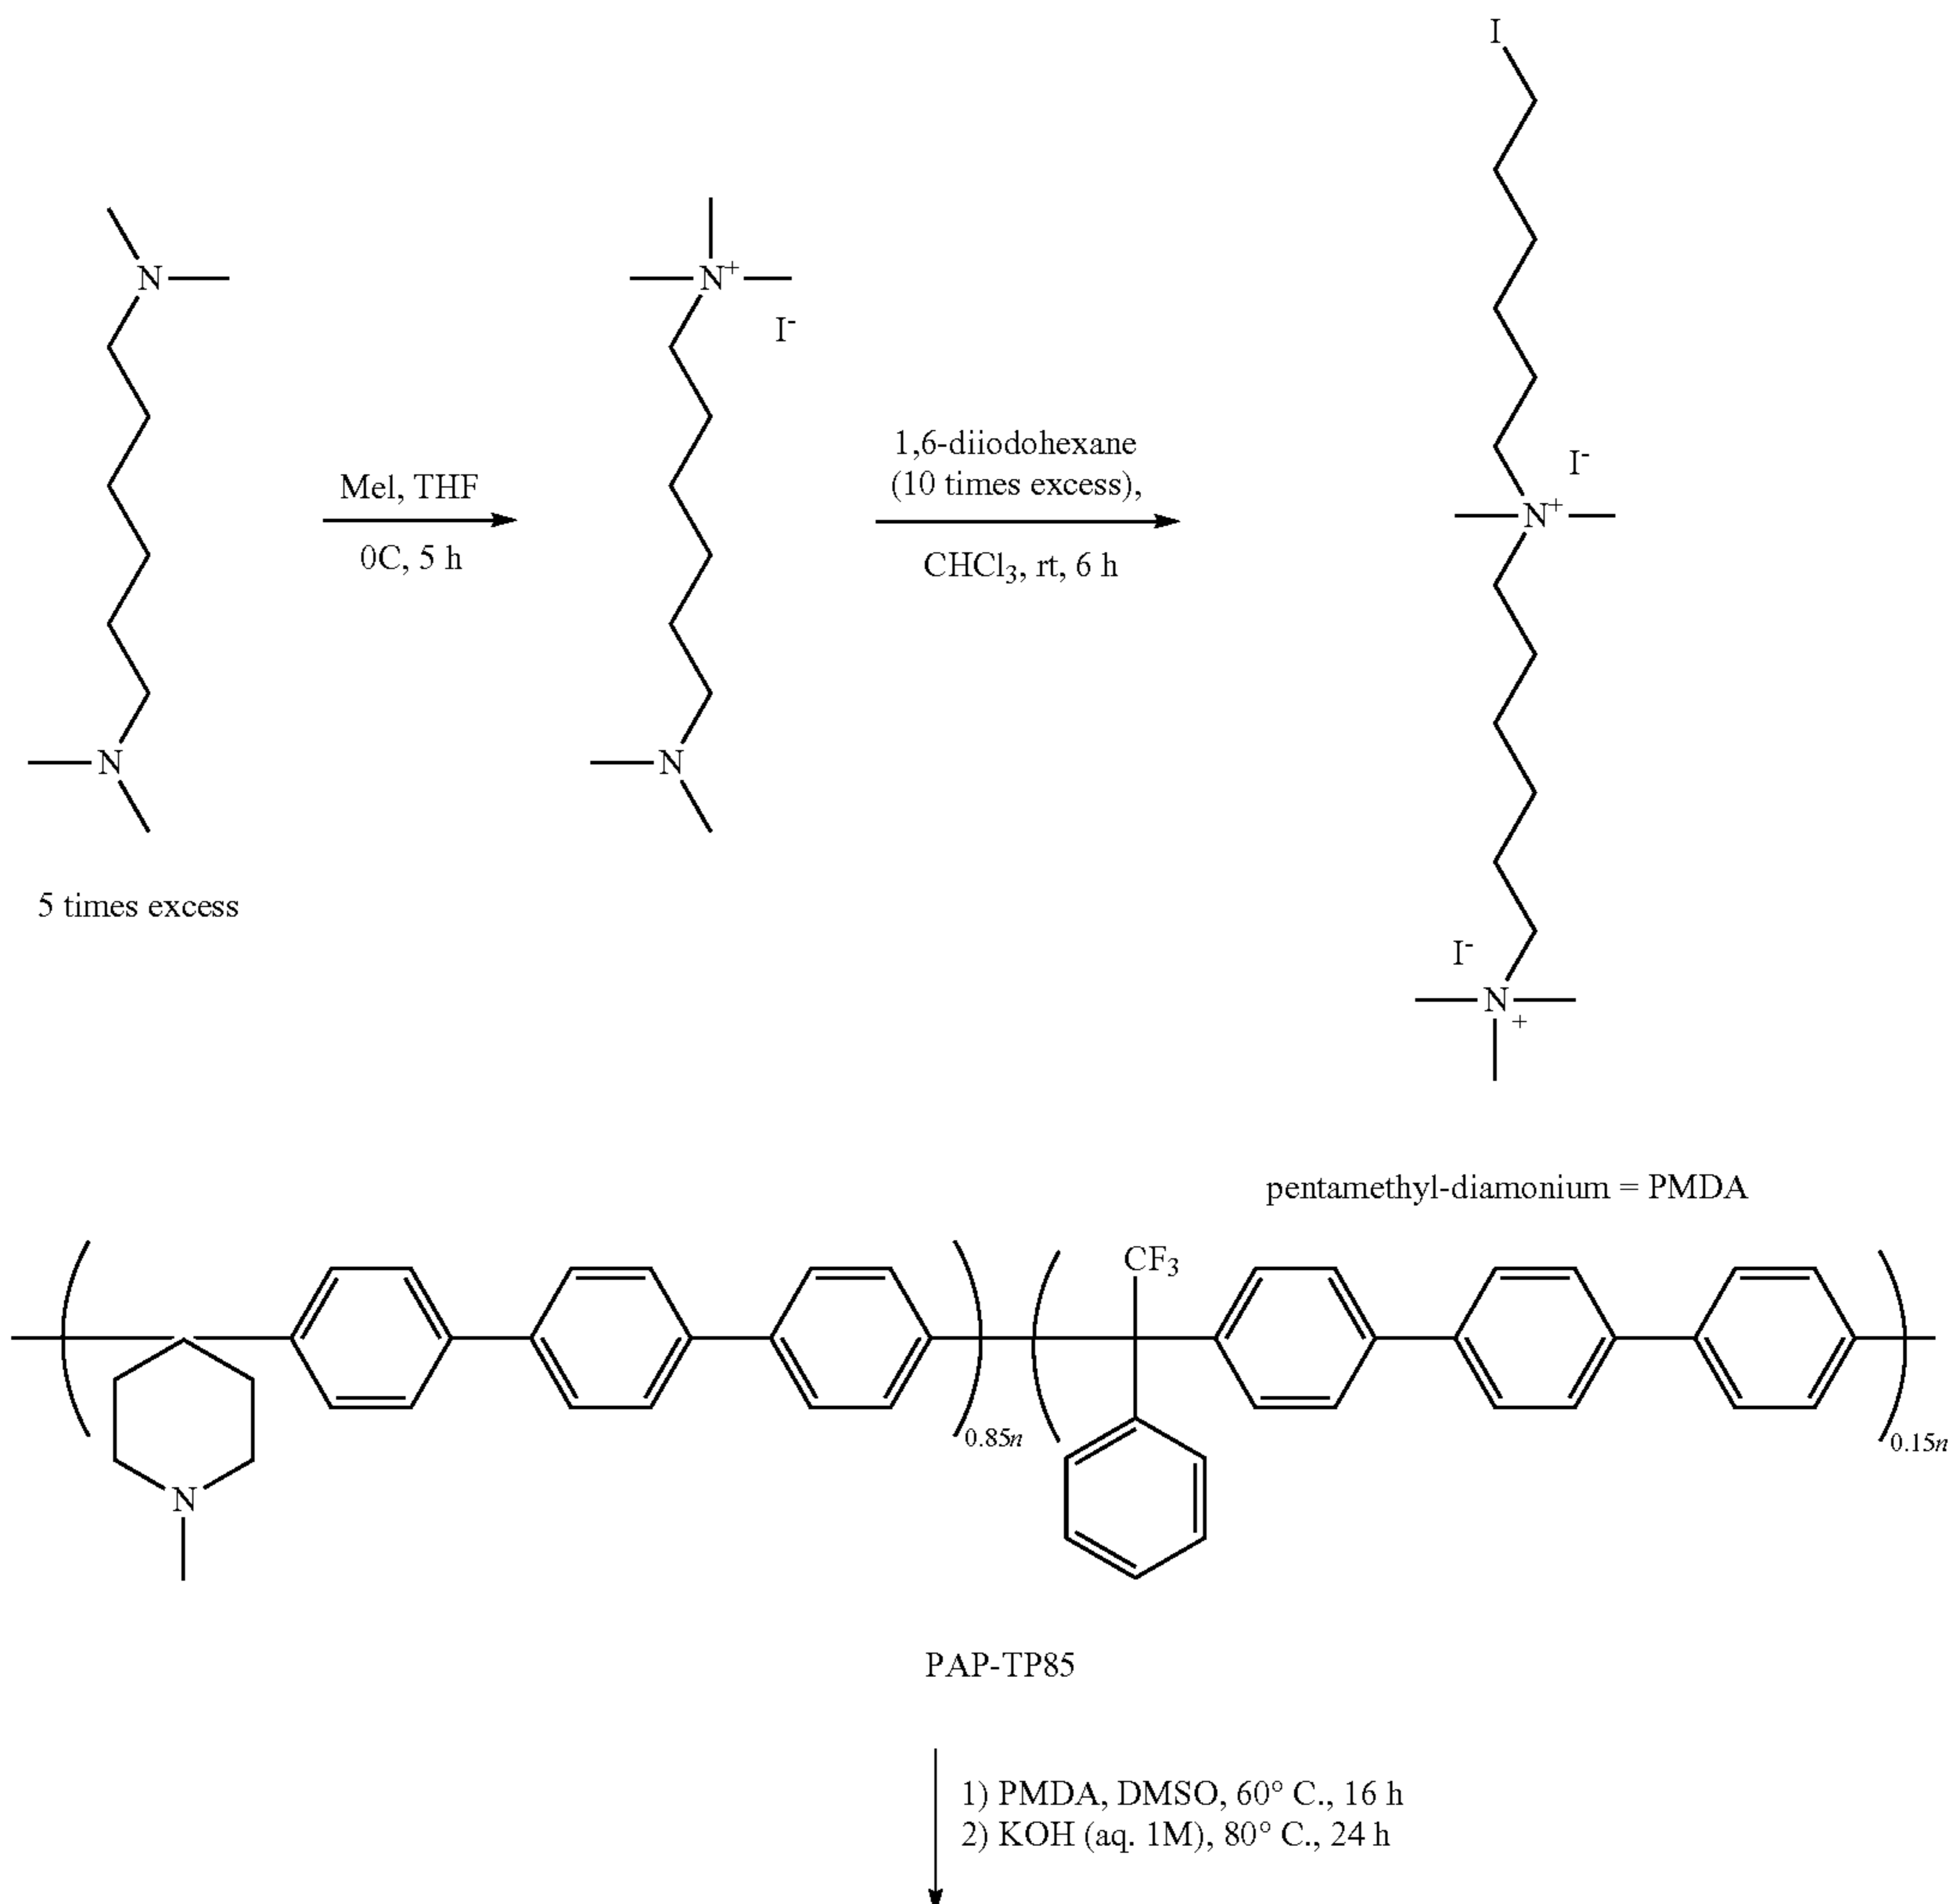 I
N
N
5 times excess
MeI, THF
0C, 5 h
N+
I-
N
1,6-diiodohexane
(10 times excess),
CHCl3, rt, 6 h
I-
N+
I-
N
+
pentamethyl-diamonium = PMDA
CF3
0.85n
0.15n
N
PAP-TP85
1) PMDA, DMSO, 60° C., 16 h
2) KOH (aq. 1M), 80° C., 24 h